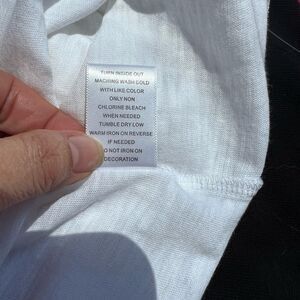 TURN INSIDE OUT
MACHING WASH COLD
WITH LIKE COLOR
ONLY NON
CHLORINE BLEACH
WHEN NEEDED
TUMBLE DRY LOW
WARM IRON ON REVERSE
IF NEEDED
DO NOT IRON ON
DECORATION